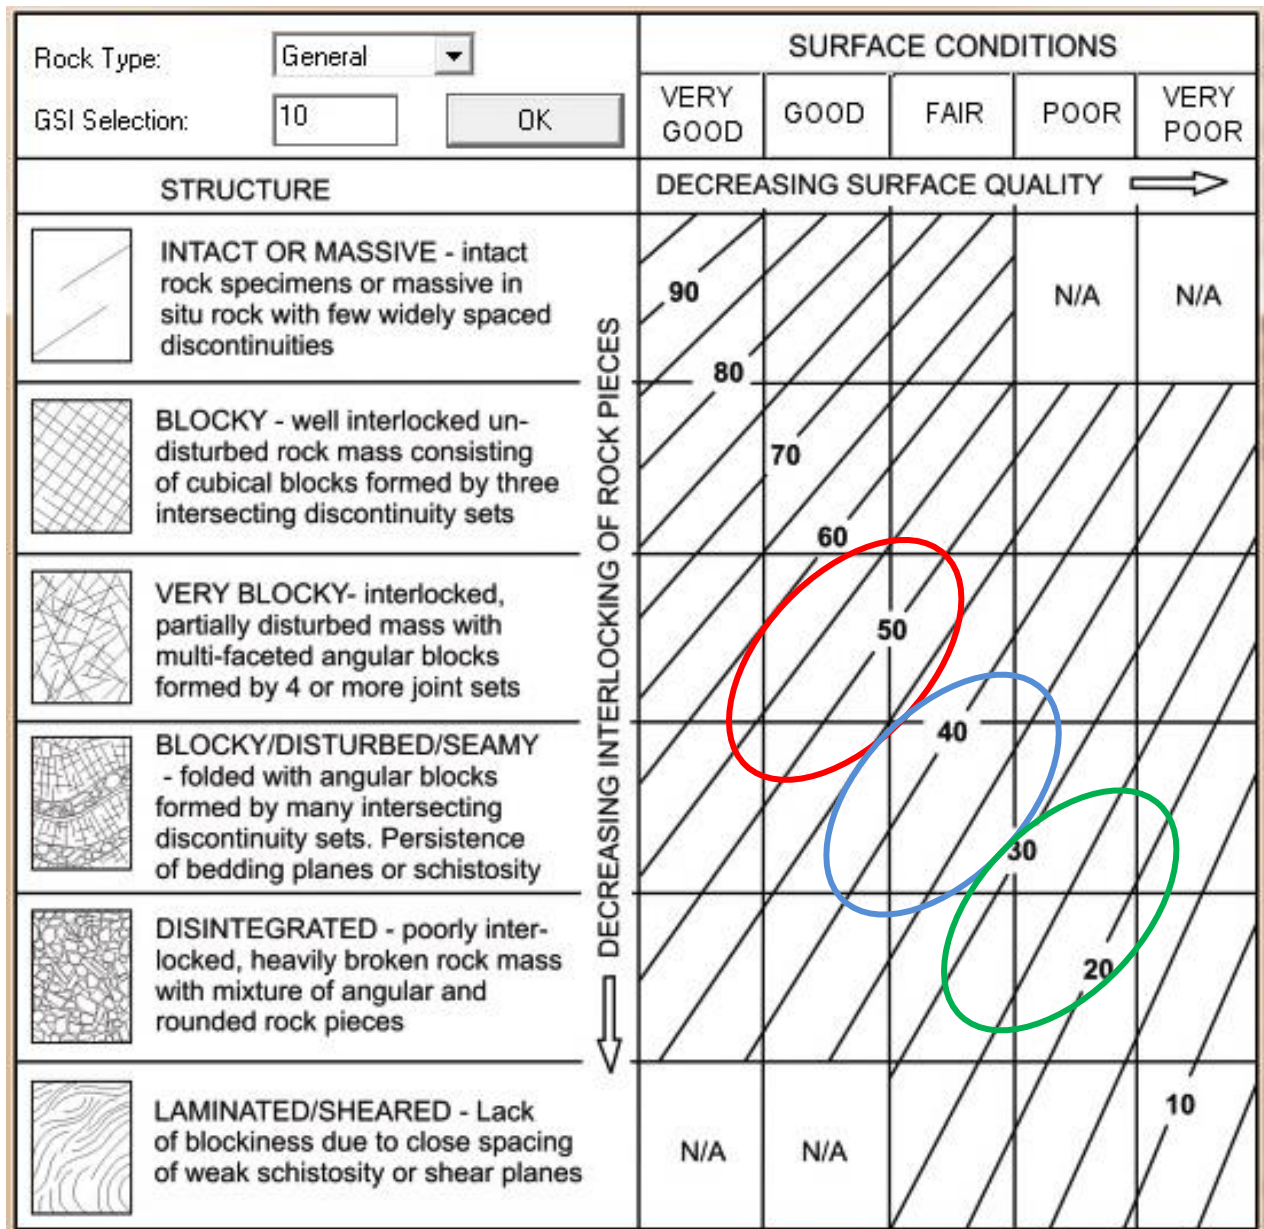 Rock Type:
General
GSI Selection:
10
OK
SURFACE CONDITIONS
VERY
GOOD
GOOD
FAIR
POOR
VERY
POOR
STRUCTURE
DECREASING SURFACE QUALITY
DECREASING INTERLOCKING OF ROCK PIECES
INTACT OR MASSIVE - intact
rock specimens or massive in
situ rock with few widely spaced
discontinuities
90
80
N/A
N/A
BLOCKY - well interlocked un-
disturbed rock mass consisting
of cubical blocks formed by three
intersecting discontinuity sets
70
60
VERY BLOCKY- interlocked,
partially disturbed mass with
multi-faceted angular blocks
formed by 4 or more joint sets
50
BLOCKY/DISTURBED/SEAMY
- folded with angular blocks
formed by many intersecting
discontinuity sets. Persistence
of bedding planes or schistosity
40
30
DISINTEGRATED - poorly inter-
locked, heavily broken rock mass
with mixture of angular and
rounded rock pieces
20
LAMINATED/SHEARED - Lack
of blockiness due to close spacing
of weak schistosity or shear planes
N/A
N/A
10